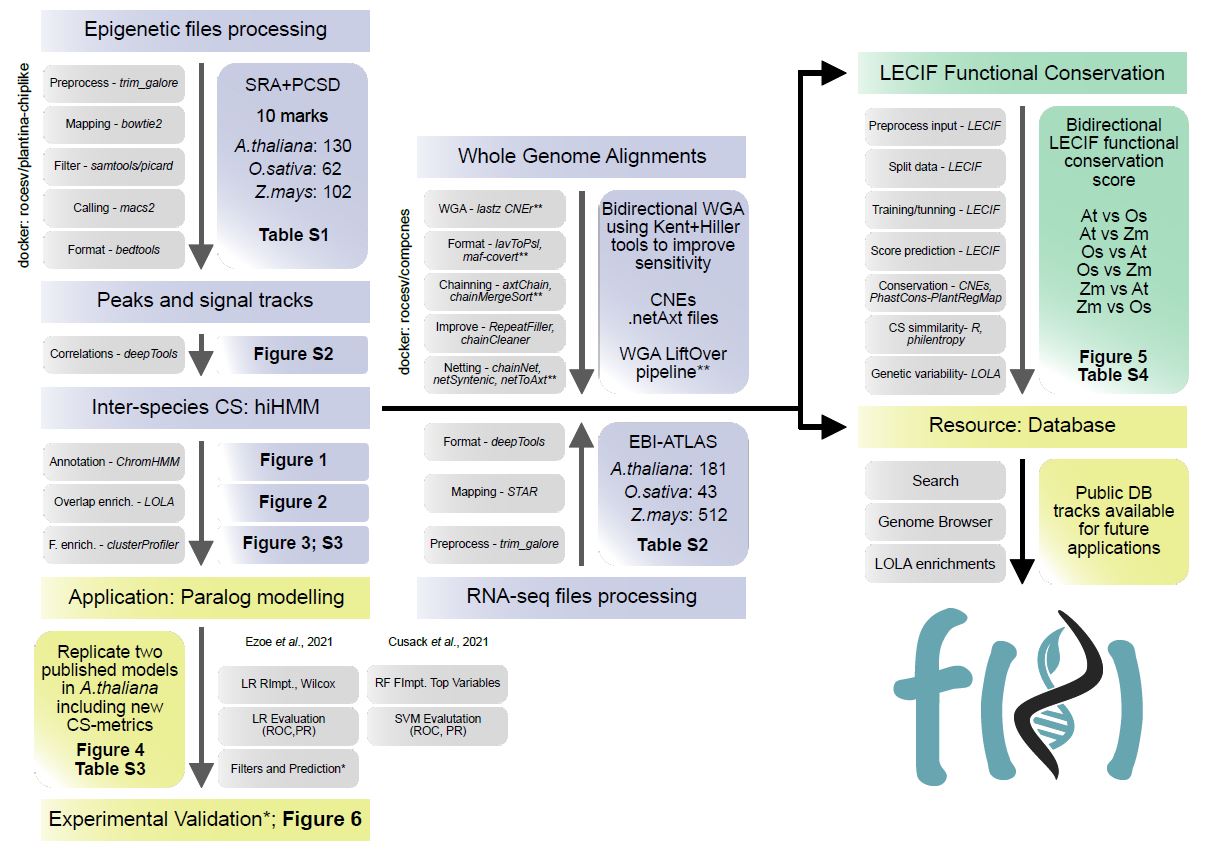 Epigenetic files processing
docker: rocesv/plantina-chiplike
Preprocess - trim_galore
Mapping - bowtie2
Filter - samtools/picard
Calling - macs2
Format - bedtools
SRA+PCSD
10 marks
A.thaliana: 130
O.sativa: 62
Z.mays: 102
Table S1
Peaks and signal tracks
Correlations - deepTools
Figure S2
Inter-species CS: hiHMM
Annotation - ChromHMM
Figure 1
Overlap enrich. - LOLA
Figure 2
F. enrich. - clusterProfiler
Figure 3; S3
Application: Paralog modelling
Replicate two
published models
in A.thaliana
including new
CS-metrics
Figure 4
Table S3
Ezoe et al., 2021
LR RImpt., Wilcox
LR Evaluation
(ROC,PR)
Filters and Prediction*
Cusack et al., 2021
RF FImpt. Top Variables
SVM Evalutation
(ROC, PR)
Experimental Validation*; Figure 6
Whole Genome Alignments
docker: rocesv/compcnes
WGA - lastz CNEr**
Format - lavToPsl,
maf-covert**
Chainning - axtChain,
chainMergeSort**
Improve - RepeatFiller,
chainCleaner
Netting - chainNet,
netSyntenic, netToAxt**
Bidirectional WGA
using Kent+Hiller
tools to improve
sensitivity
CNEs
.netAxt files
WGA LiftOver
pipeline**
Format - deepTools
Mapping - STAR
Preprocess - trim_galore
EBI-ATLAS
A.thaliana: 181
O.sativa: 43
Z.mays: 512
Table S2
RNA-seq files processing
LECIF Functional Conservation
Preprocess input - LECIF
Split data - LECIF
Training/tunning - LECIF
Score prediction - LECIF
Conservation - CNEs,
PhastCons-PlantRegMap
CS simmilarity- R,
philentropy
Genetic variability- LOLA
Bidirectional
LECIF functional
conservation
score
At vs Os
At vs Zm
Os vs At
Os vs Zm
Zm vs At
Zm vs Os
Figure 5
Table S4
Resource: Database
Search
Genome Browser
LOLA enrichments
Public DB
tracks available
for future
applications
f( )